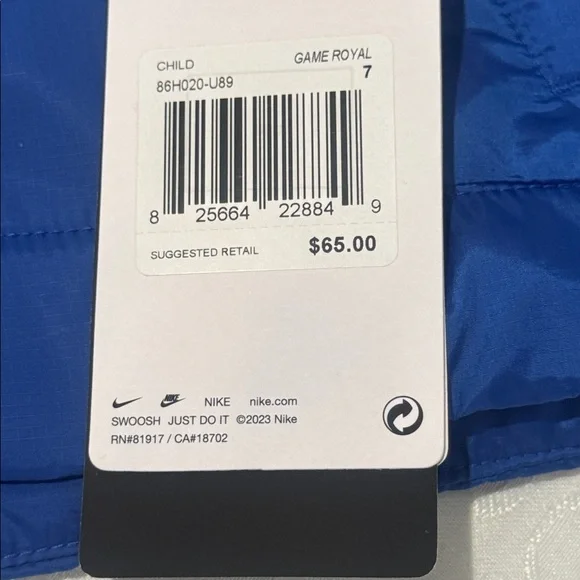 CHILD GAME ROYAL
86H020-U89 7
8 25664 22884 9
SUGGESTED RETAIL $65.00
NIKE NIKE nike.com
SWOOSH JUST DO IT ©2023 Nike
RN#81917 / CA#18702